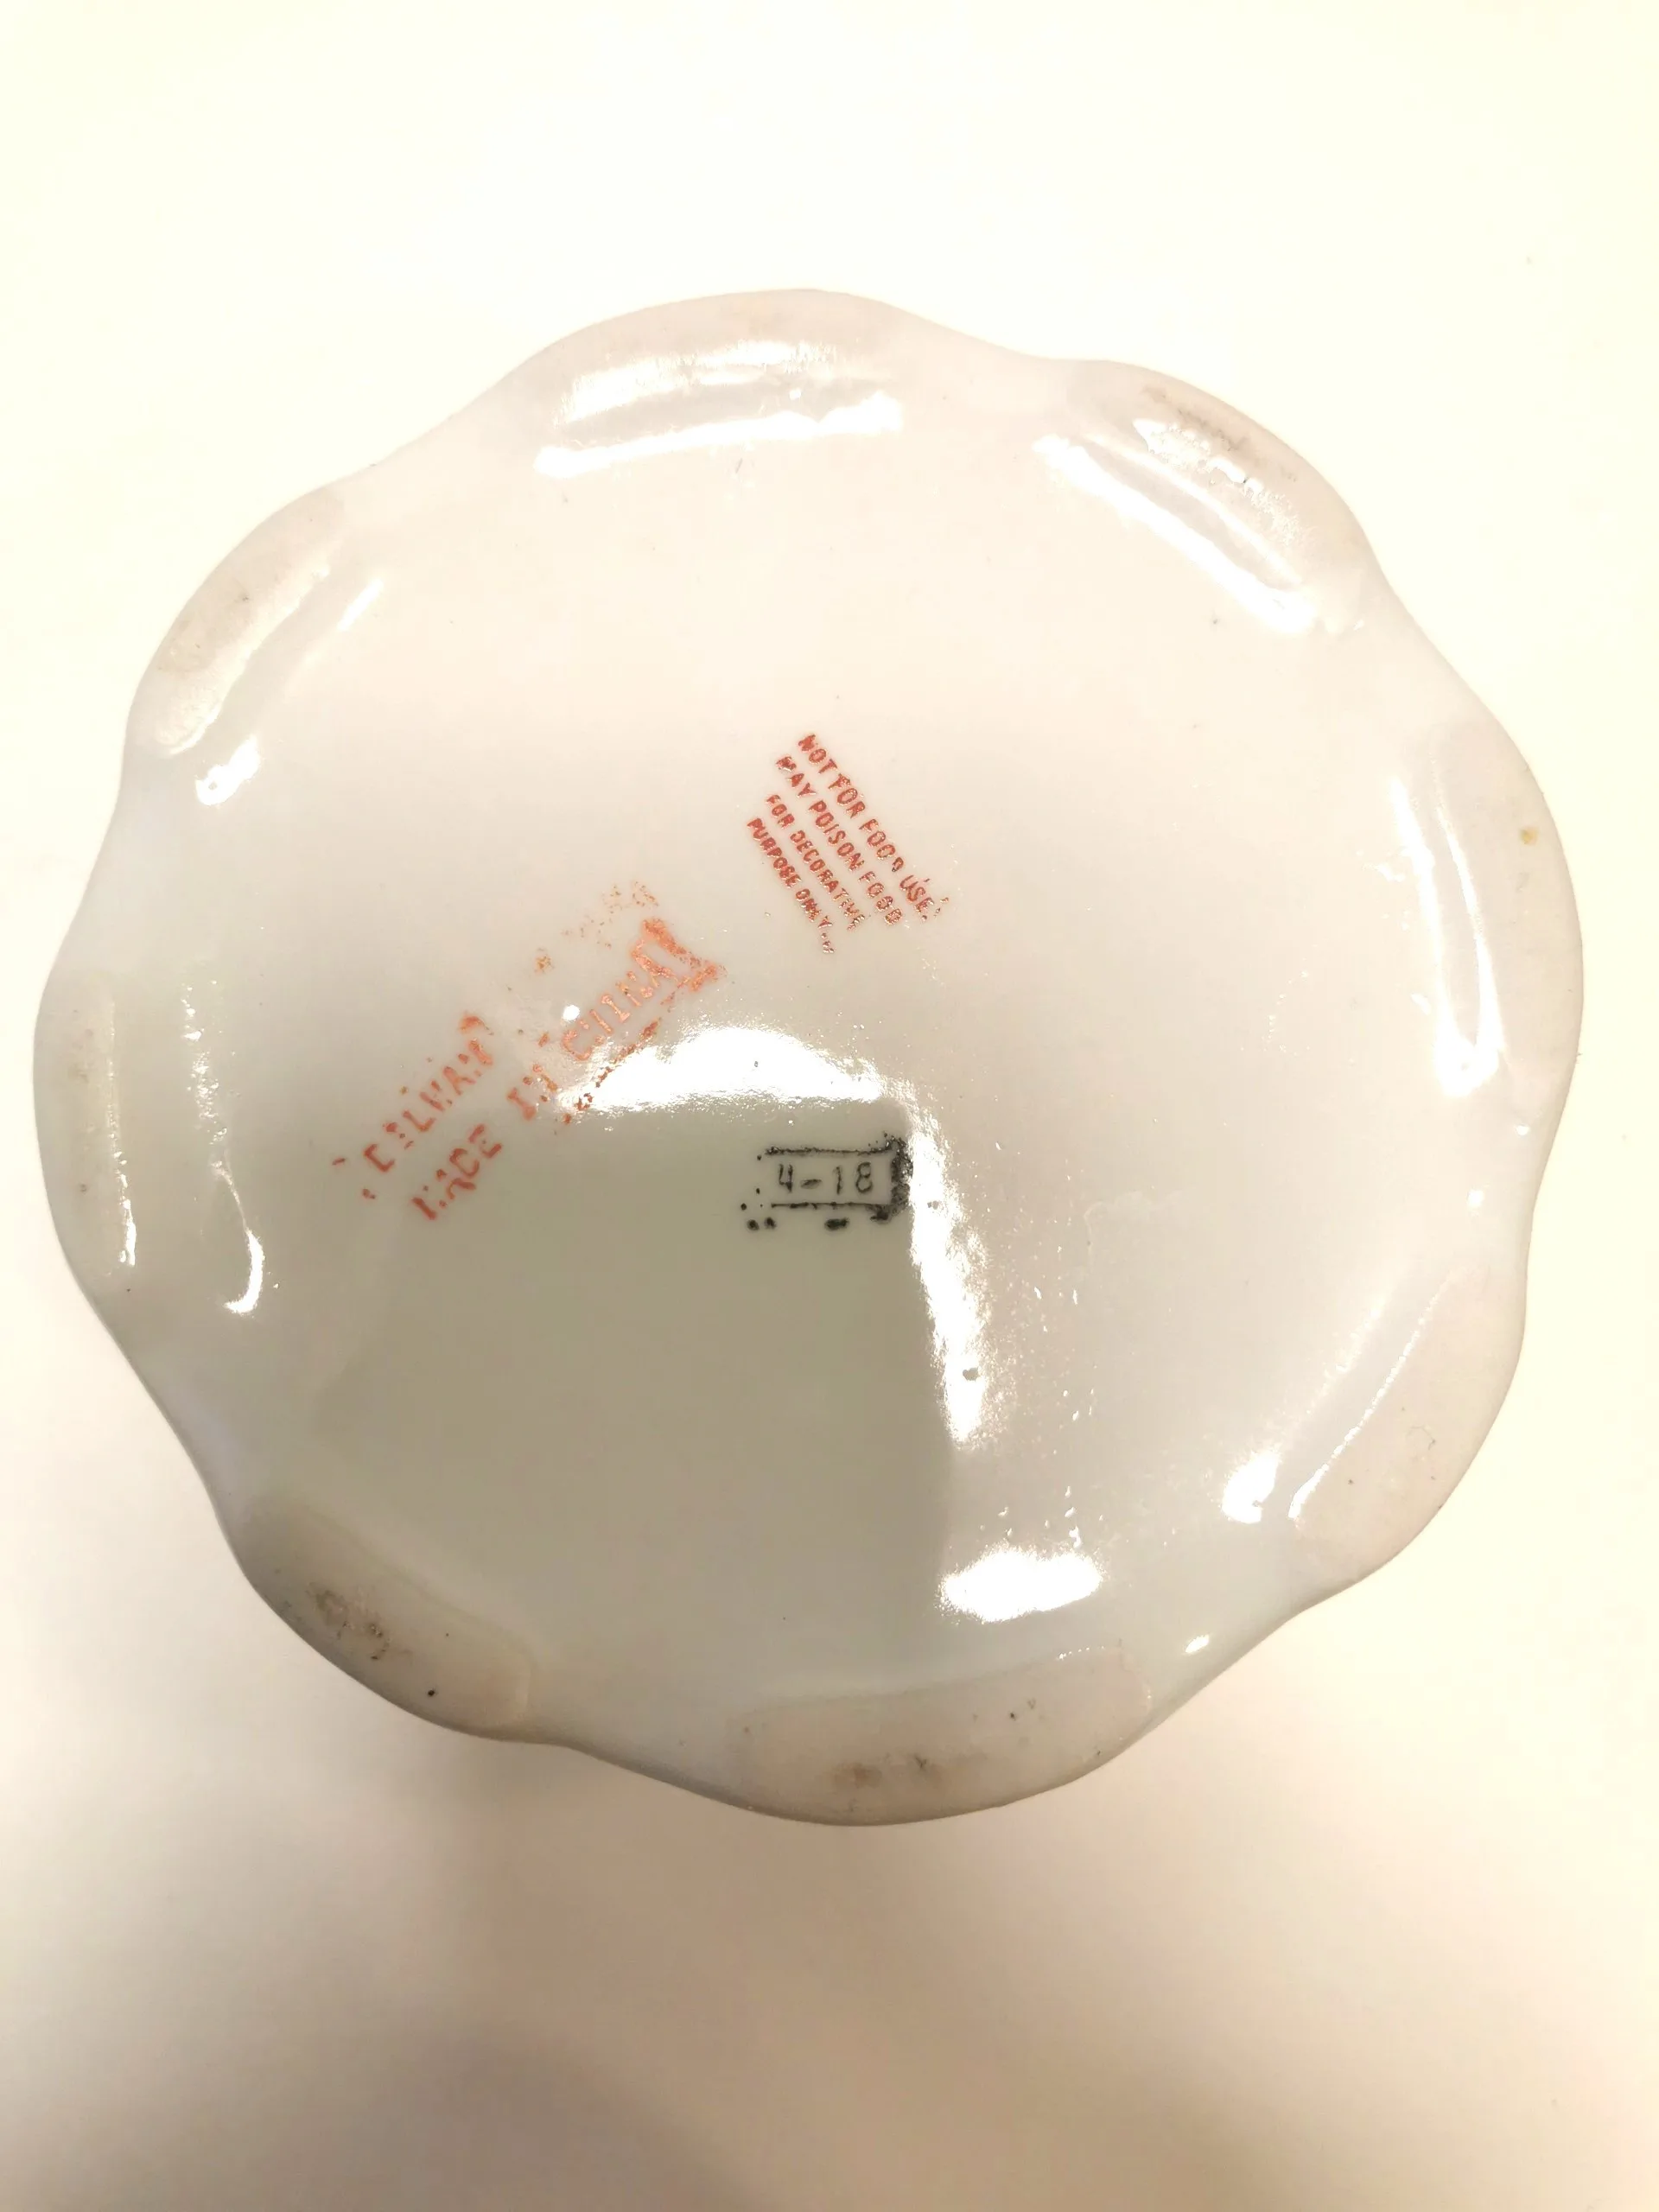 NOT FOR FOOD USE!
MAY POISON FOOD
FOR DECORATIVE
PURPOSE ONLY...
MADE IN CHINA
4-18